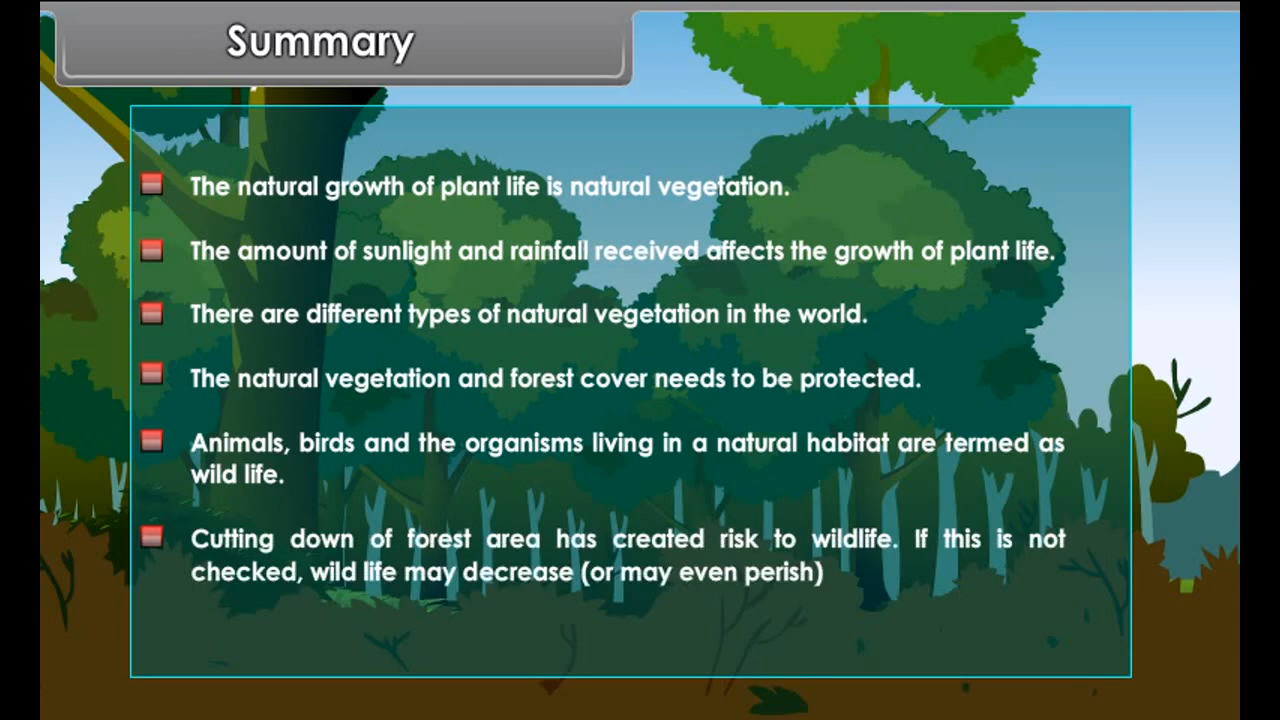 Summary
The natural growth of plant life is natural vegetation.
The amount of sunlight and rainfall received affects the growth of plant life.
There are different types of natural vegetation in the world.
The natural vegetation and forest cover needs to be protected.
Animals, birds and the organisms living in a natural habitat are termed as
wild life.
Cutting down of forest area has created risk to wildlife. If this is not
checked, wild life may decrease (or may even perish)